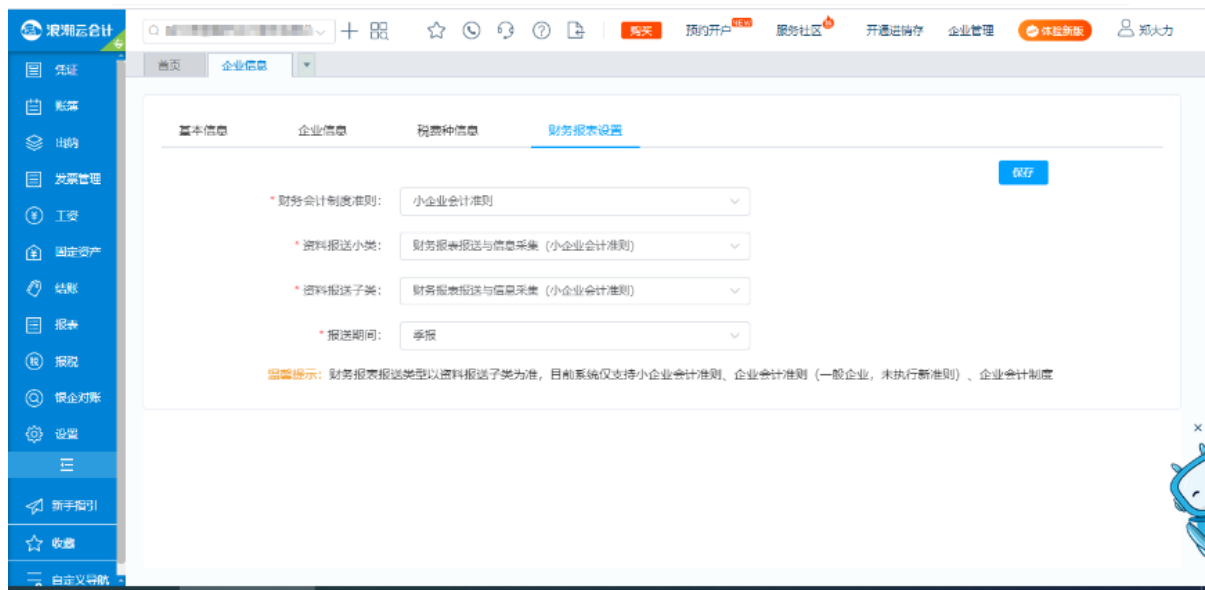 浪潮云会计
购买
预约开户 NEW
服务社区
开通进销存
企业管理
体验新版
郑大力
凭证
账簿
出纳
发票管理
工资
固定资产
结账
报表
报税
银企对账
设置
新手指引
收藏
自定义导航
首页
企业信息
基本信息
企业信息
税费种信息
财务报表设置
保存
* 财务会计制度准则: 小企业会计准则
* 资料报送小类: 财务报表报送与信息采集（小企业会计准则）
* 资料报送子类: 财务报表报送与信息采集（小企业会计准则）
* 报送期间: 季报
温馨提示：财务报表报送类型以资料报送子类为准，目前系统仅支持小企业会计准则、企业会计准则（一般企业，未执行新准则）、企业会计制度